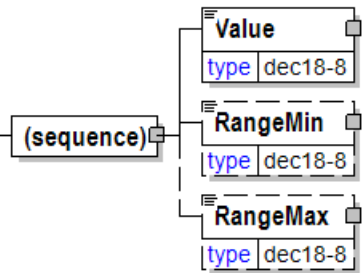 Value
type dec18-8
(sequence)
RangeMin
type dec18-8
RangeMax
type dec18-8